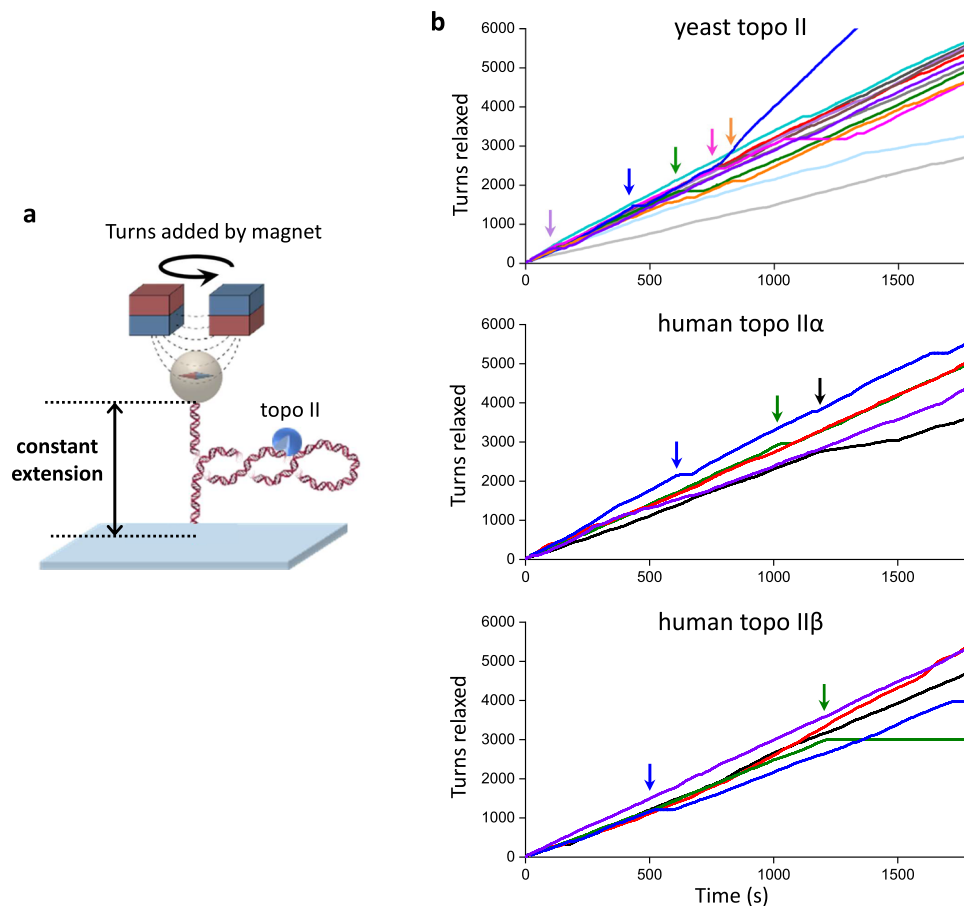 a
Turns added by magnet
topo II
constant
extension
b
yeast topo II
Turns relaxed
6000
5000
4000
3000
2000
1000
0
0 500 1000 1500
human topo IIα
Turns relaxed
6000
5000
4000
3000
2000
1000
0
0 500 1000 1500
human topo IIβ
Turns relaxed
6000
5000
4000
3000
2000
1000
0
0 500 1000 1500
Time (s)